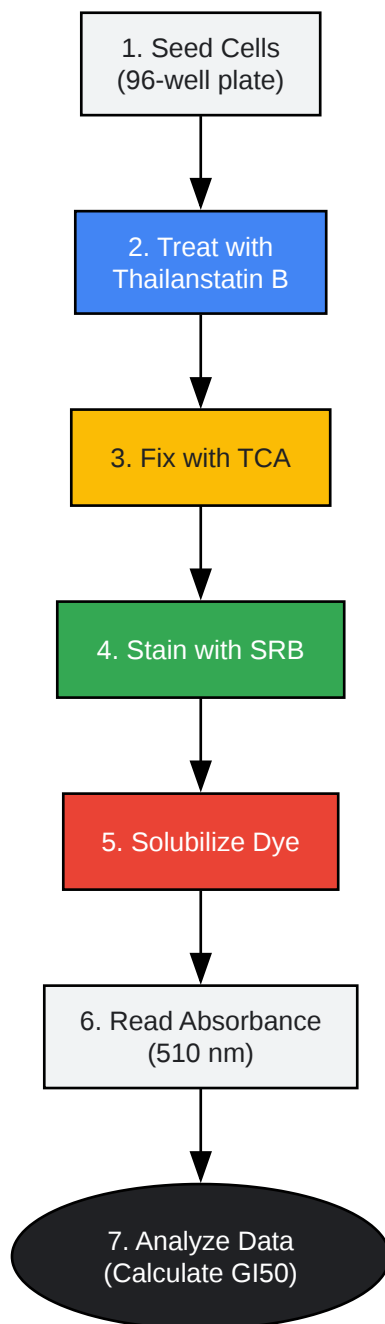 1. Seed Cells
(96-well plate)
2. Treat with
Thailanstatin B
3. Fix with TCA
4. Stain with SRB
5. Solubilize Dye
6. Read Absorbance
(510 nm)
7. Analyze Data
(Calculate GI50)